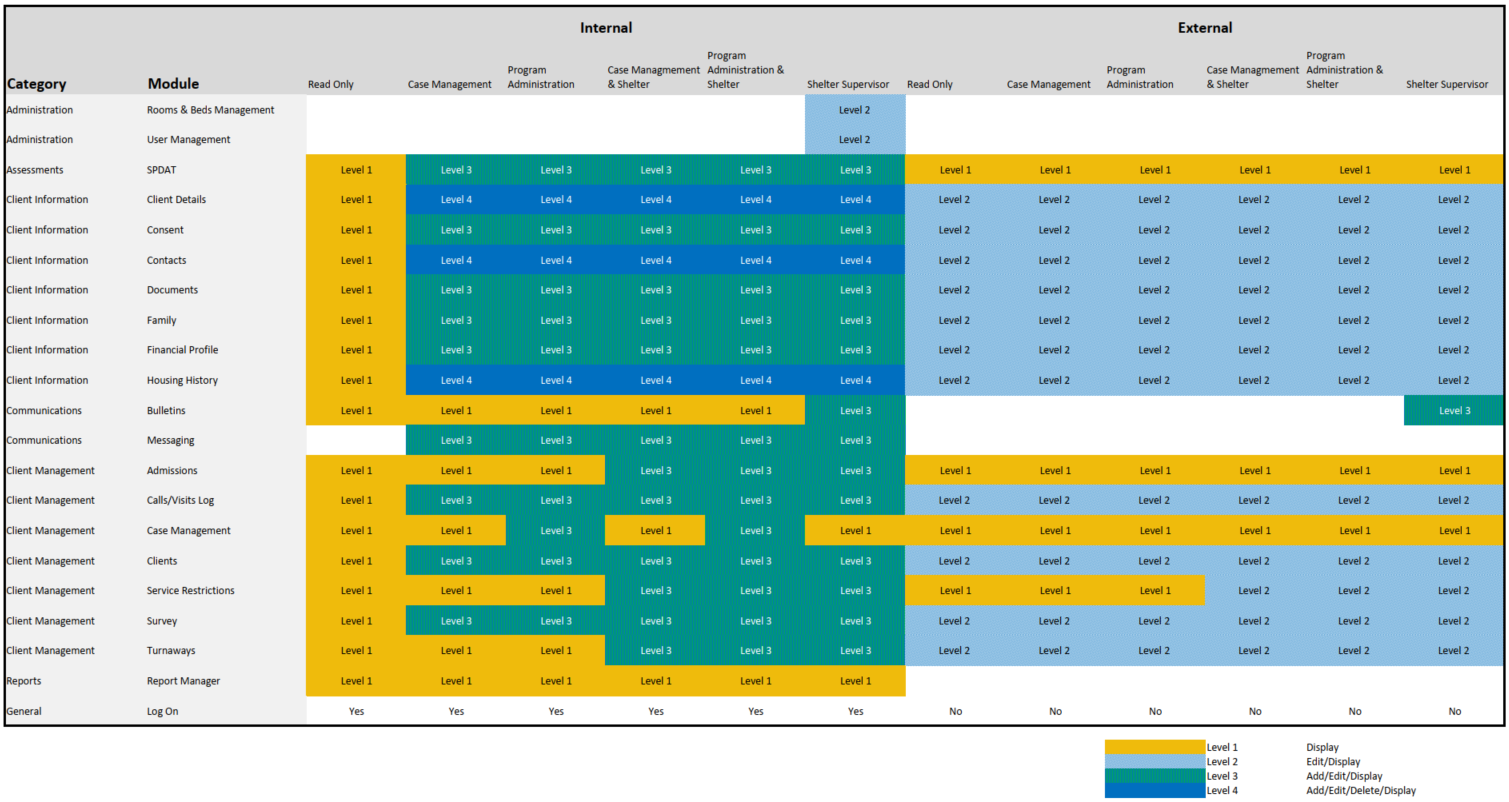 Internal External
Category Module Read Only Case Management Program Administration Case Managmement & Shelter Program Administration & Shelter Shelter Supervisor Read Only Case Management Program Administration Case Managmement & Shelter Program Administration & Shelter Shelter Supervisor
Administration Rooms & Beds Management Level 2
Administration User Management Level 2
Assessments SPDAT Level 1 Level 3 Level 3 Level 3 Level 3 Level 3 Level 1 Level 1 Level 1 Level 1 Level 1 Level 1
Client Information Client Details Level 1 Level 4 Level 4 Level 4 Level 4 Level 4 Level 2 Level 2 Level 2 Level 2 Level 2 Level 2
Client Information Consent Level 1 Level 3 Level 3 Level 3 Level 3 Level 3 Level 2 Level 2 Level 2 Level 2 Level 2 Level 2
Client Information Contacts Level 1 Level 4 Level 4 Level 4 Level 4 Level 4 Level 2 Level 2 Level 2 Level 2 Level 2 Level 2
Client Information Documents Level 1 Level 3 Level 3 Level 3 Level 3 Level 3 Level 2 Level 2 Level 2 Level 2 Level 2 Level 2
Client Information Family Level 1 Level 3 Level 3 Level 3 Level 3 Level 3 Level 2 Level 2 Level 2 Level 2 Level 2 Level 2
Client Information Financial Profile Level 1 Level 3 Level 3 Level 3 Level 3 Level 3 Level 2 Level 2 Level 2 Level 2 Level 2 Level 2
Client Information Housing History Level 1 Level 4 Level 4 Level 4 Level 4 Level 4 Level 2 Level 2 Level 2 Level 2 Level 2 Level 2
Communications Bulletins Level 1 Level 1 Level 1 Level 1 Level 1 Level 3 Level 3
Communications Messaging Level 3 Level 3 Level 3 Level 3 Level 3
Client Management Admissions Level 1 Level 1 Level 1 Level 3 Level 3 Level 3 Level 1 Level 1 Level 1 Level 1 Level 1 Level 1
Client Management Calls/Visits Log Level 1 Level 3 Level 3 Level 3 Level 3 Level 3 Level 2 Level 2 Level 2 Level 2 Level 2 Level 2
Client Management Case Management Level 1 Level 1 Level 3 Level 1 Level 3 Level 1 Level 1 Level 1 Level 1 Level 1 Level 1 Level 1
Client Management Clients Level 1 Level 3 Level 3 Level 3 Level 3 Level 3 Level 2 Level 2 Level 2 Level 2 Level 2 Level 2
Client Management Service Restrictions Level 1 Level 1 Level 1 Level 3 Level 3 Level 3 Level 1 Level 1 Level 1 Level 2 Level 2 Level 2
Client Management Survey Level 1 Level 3 Level 3 Level 3 Level 3 Level 3 Level 2 Level 2 Level 2 Level 2 Level 2 Level 2
Client Management Turnaways Level 1 Level 1 Level 1 Level 3 Level 3 Level 3 Level 2 Level 2 Level 2 Level 2 Level 2 Level 2
Reports Report Manager Level 1 Level 1 Level 1 Level 1 Level 1 Level 1
General Log On Yes Yes Yes Yes Yes Yes No No No No No No
Level 1 Display
Level 2 Edit/Display
Level 3 Add/Edit/Display
Level 4 Add/Edit/Delete/Display